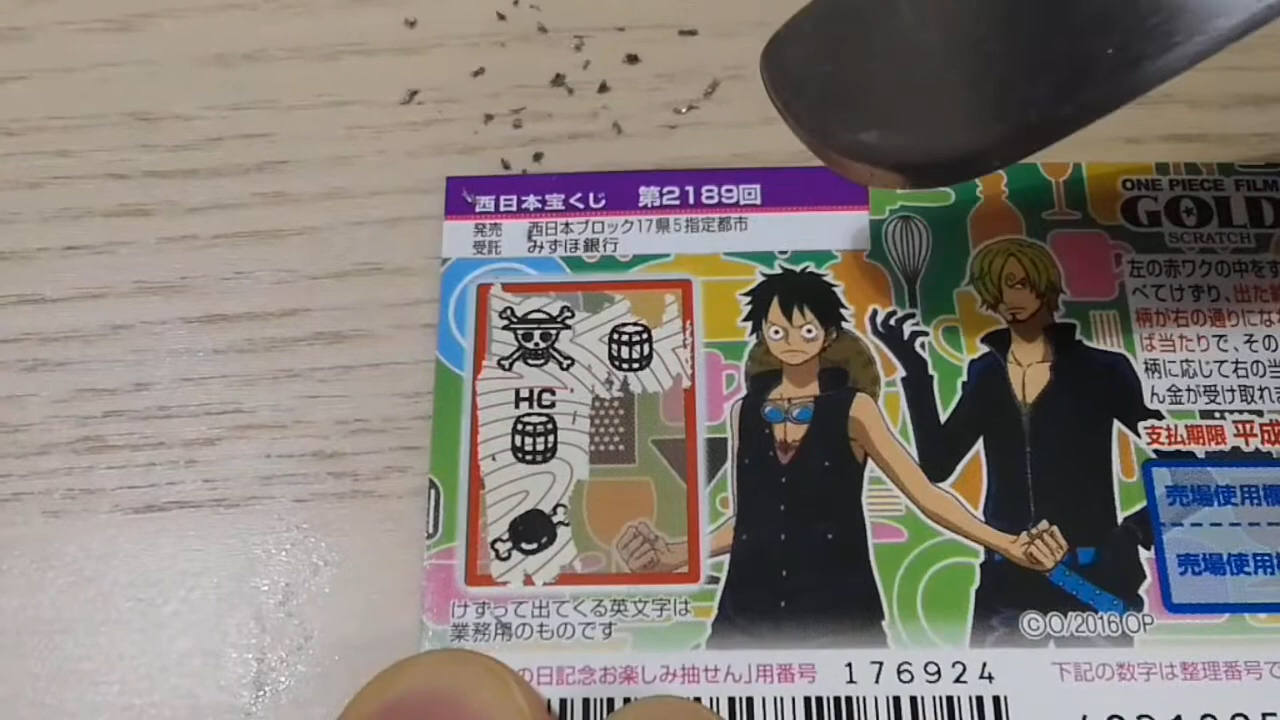 西日本宝くじ 第2189回
発売 西日本ブロック17県5指定都市
受託 みずほ銀行
HC
けずって出てくる英文字は
業務用のものです
ONE PIECE FILM
GOLD
SCRATCH
左の赤ワクの中をす
べてけずり、出た
柄が右の通りにな
ば当たりで、その
柄に応じて右の当
ん金が受け取れ
支払期限 平成
売場使用欄
売場使用
©O/2016 OP
の日記念お楽しみ抽せん」用番号 176924
下記の数字は整理番号で